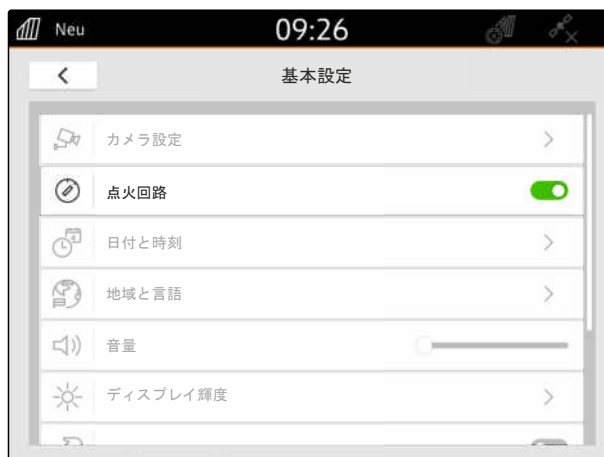 Neu 09:26
基本設定
カメラ設定
点火回路
日付と時刻
地域と言語
音量
ディスプレイ輝度